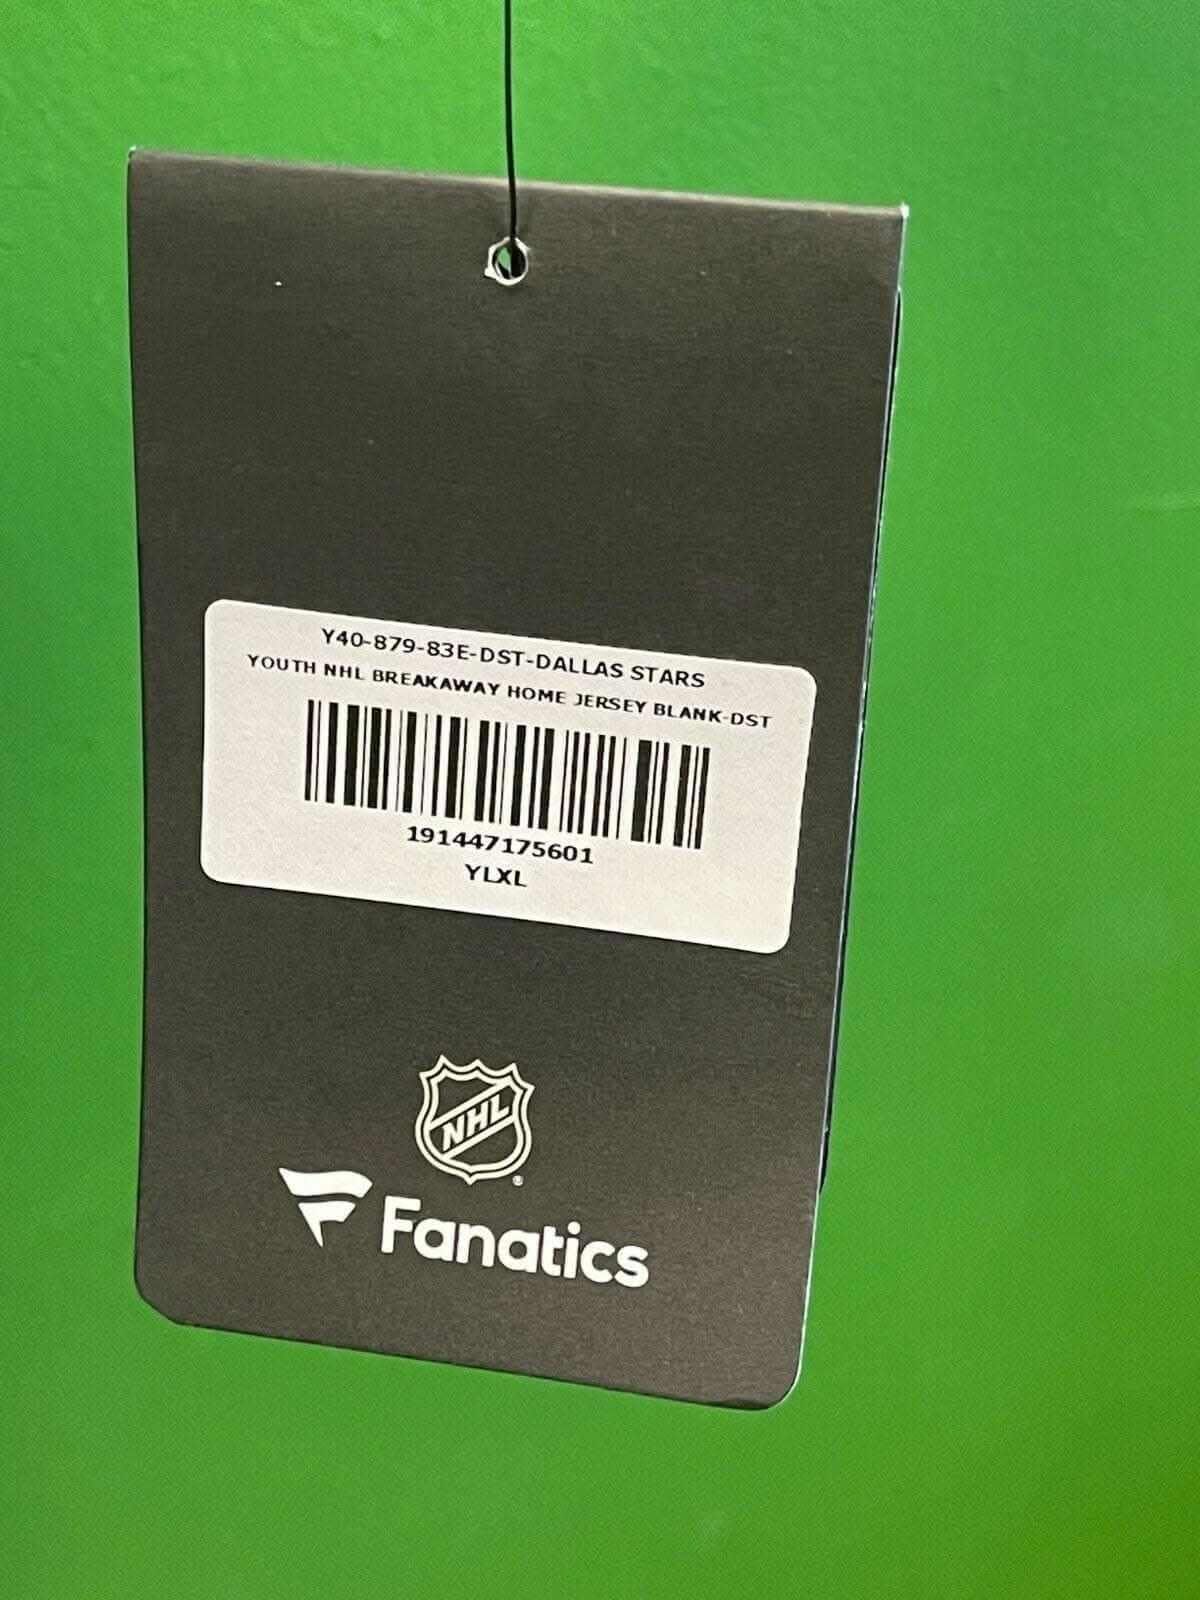 Y40-879-83E-DST-DALLAS STARS
YOUTH NHL BREAKAWAY HOME JERSEY BLANK-DST
191447175601
YLXL
NHL
®
Fanatics